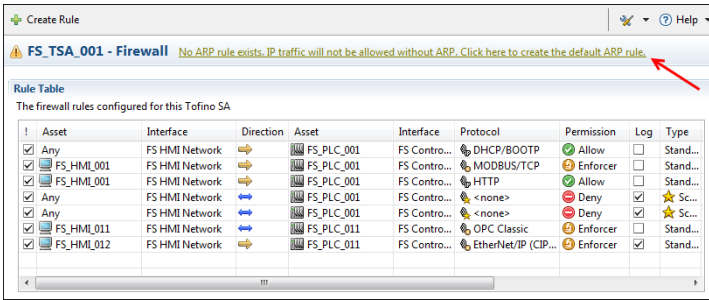 Create Rule Help
FS_TSA_001 - Firewall No ARP rule exists. IP traffic will not be allowed without ARP. Click here to create the default ARP rule.
Rule Table
The firewall rules configured for this Tofino SA
! Asset Interface Direction Asset Interface Protocol Permission Log Type
Any FS HMI Network FS_PLC_001 FS Contro... DHCP/BOOTP Allow Stand...
FS_HMI_001 FS HMI Network FS_PLC_001 FS Contro... MODBUS/TCP Enforcer Stand...
FS_HMI_001 FS HMI Network FS_PLC_001 FS Contro... HTTP Allow Stand...
Any FS HMI Network FS_PLC_001 FS Contro... <none> Deny Sc...
Any FS HMI Network FS_PLC_001 FS Contro... <none> Deny Sc...
FS_HMI_011 FS HMI Network FS_PLC_011 FS Contro... OPC Classic Enforcer Stand...
FS_HMI_012 FS HMI Network FS_PLC_011 FS Contro... EtherNet/IP (CIP... Enforcer Stand...